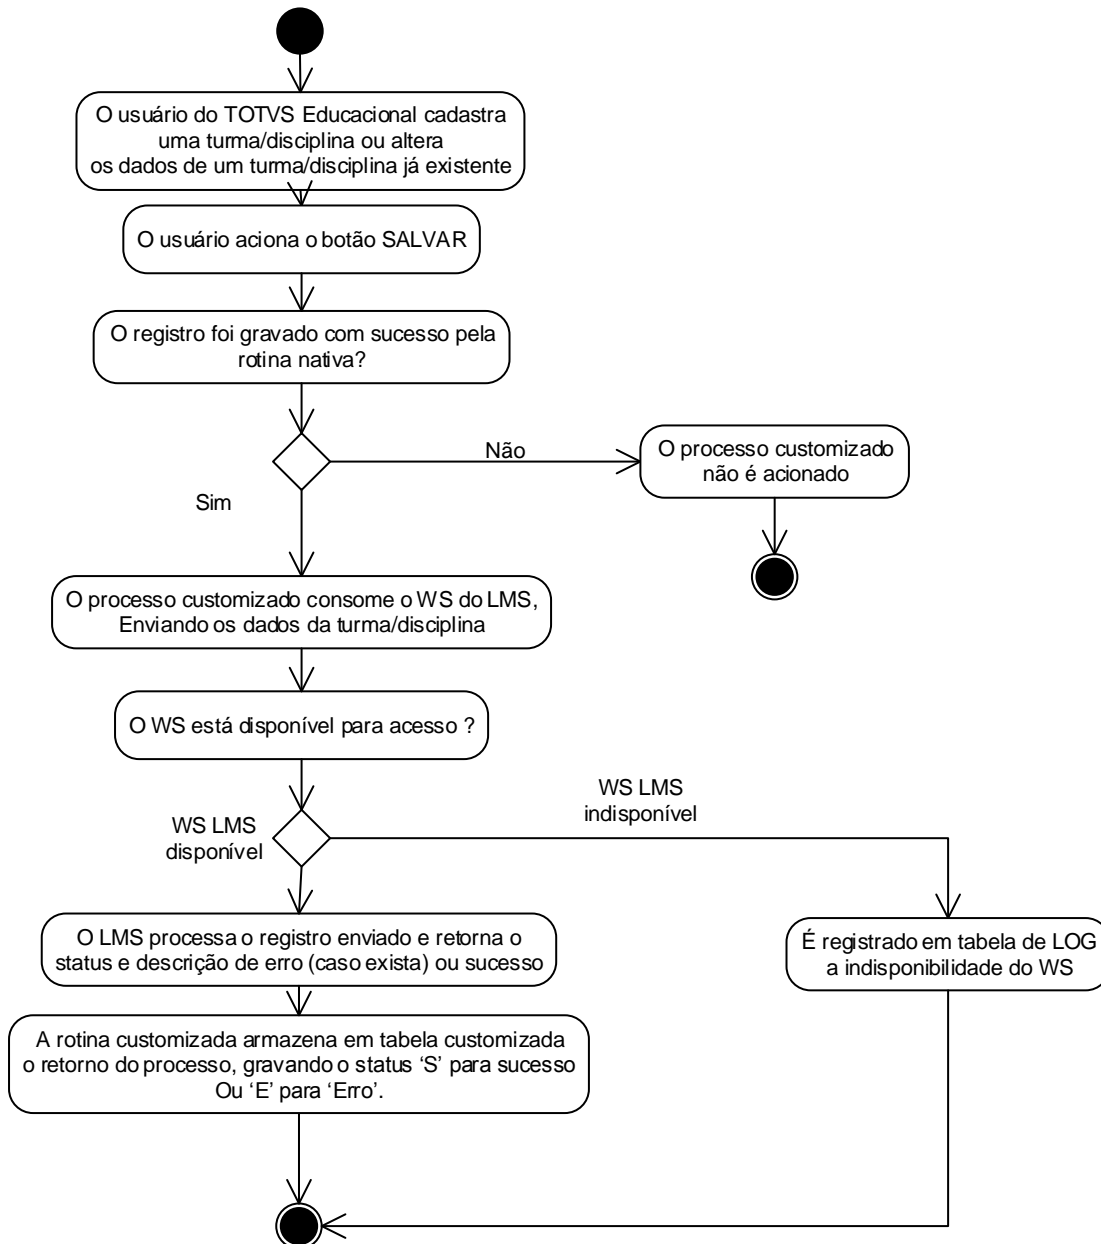 O usuário do TOTVS Educacional cadastra
uma turma/disciplina ou altera
os dados de um turma/disciplina já existente
O usuário aciona o botão SALVAR
O registro foi gravado com sucesso pela
rotina nativa?
Não
O processo customizado
não é acionado
Sim
O processo customizado consome o WS do LMS,
Enviando os dados da turma/disciplina
O WS está disponível para acesso ?
WS LMS
indisponível
WS LMS
disponível
O LMS processa o registro enviado e retorna o
status e descrição de erro (caso exista) ou sucesso
É registrado em tabela de LOG
a indisponibilidade do WS
A rotina customizada armazena em tabela customizada
o retorno do processo, gravando o status ‘S’ para sucesso
Ou ‘E’ para ‘Erro’.